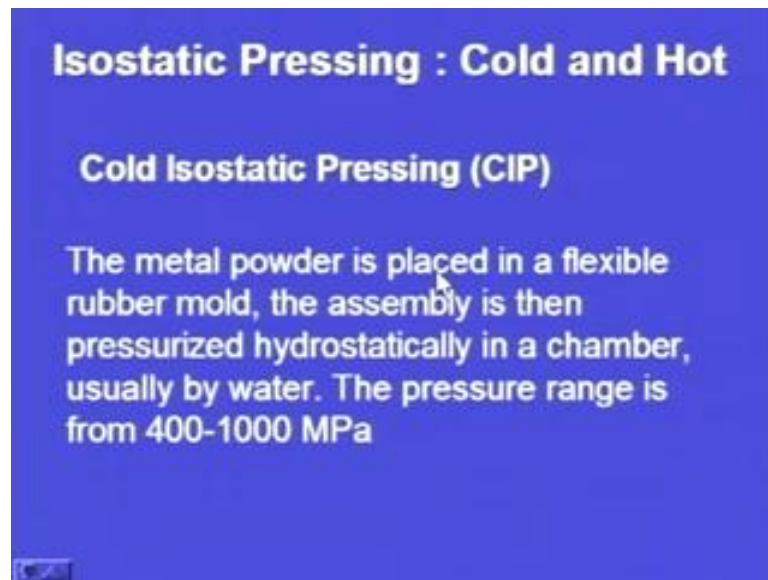 Isostatic Pressing : Cold and Hot
Cold Isostatic Pressing (CIP)
The metal powder is placed in a flexible
rubber mold, the assembly is then
pressurized hydrostatically in a chamber,
usually by water. The pressure range is
from 400-1000 MPa